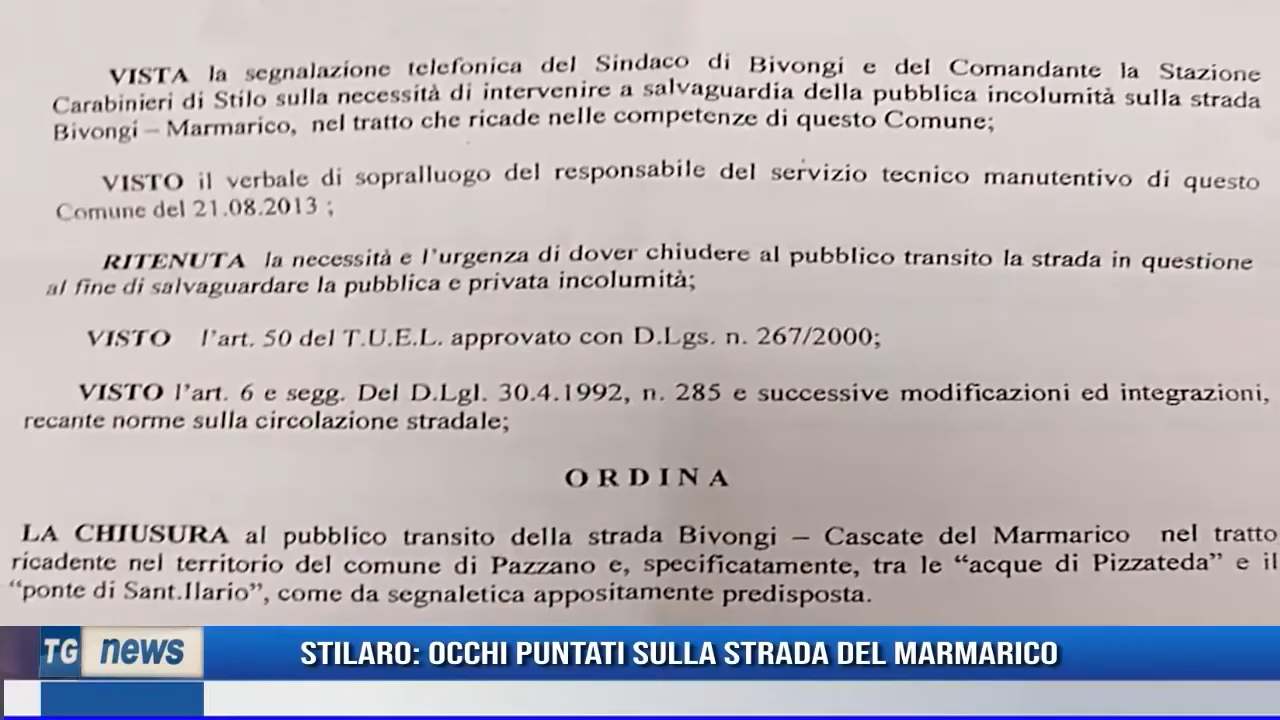 VISTA la segnalazione telefonica del Sindaco di Bivongi e del Comandante la Stazione
Carabinieri di Stilo sulla necessità di intervenire a salvaguardia della pubblica incolumità sulla strada
Bivongi – Marmarico, nel tratto che ricade nelle competenze di questo Comune;
VISTO il verbale di sopralluogo del responsabile del servizio tecnico manutentivo di questo
Comune del 21.08.2013 ;
RITENUTA la necessità e l'urgenza di dover chiudere al pubblico transito la strada in questione
al fine di salvaguardare la pubblica e privata incolumità;
VISTO l'art. 50 del T.U.E.L. approvato con D.Lgs. n. 267/2000;
VISTO l'art. 6 e segg. Del D.Lgl. 30.4.1992, n. 285 e successive modificazioni ed integrazioni,
recante norme sulla circolazione stradale;
O R D I N A
LA CHIUSURA al pubblico transito della strada Bivongi – Cascate del Marmarico nel tratto
ricadente nel territorio del comune di Pazzano e, specificatamente, tra le “acque di Pizzateda” e il
“ponte di Sant.Ilario”, come da segnaletica appositamente predisposta.
TG news STILARO: OCCHI PUNTATI SULLA STRADA DEL MARMARICO